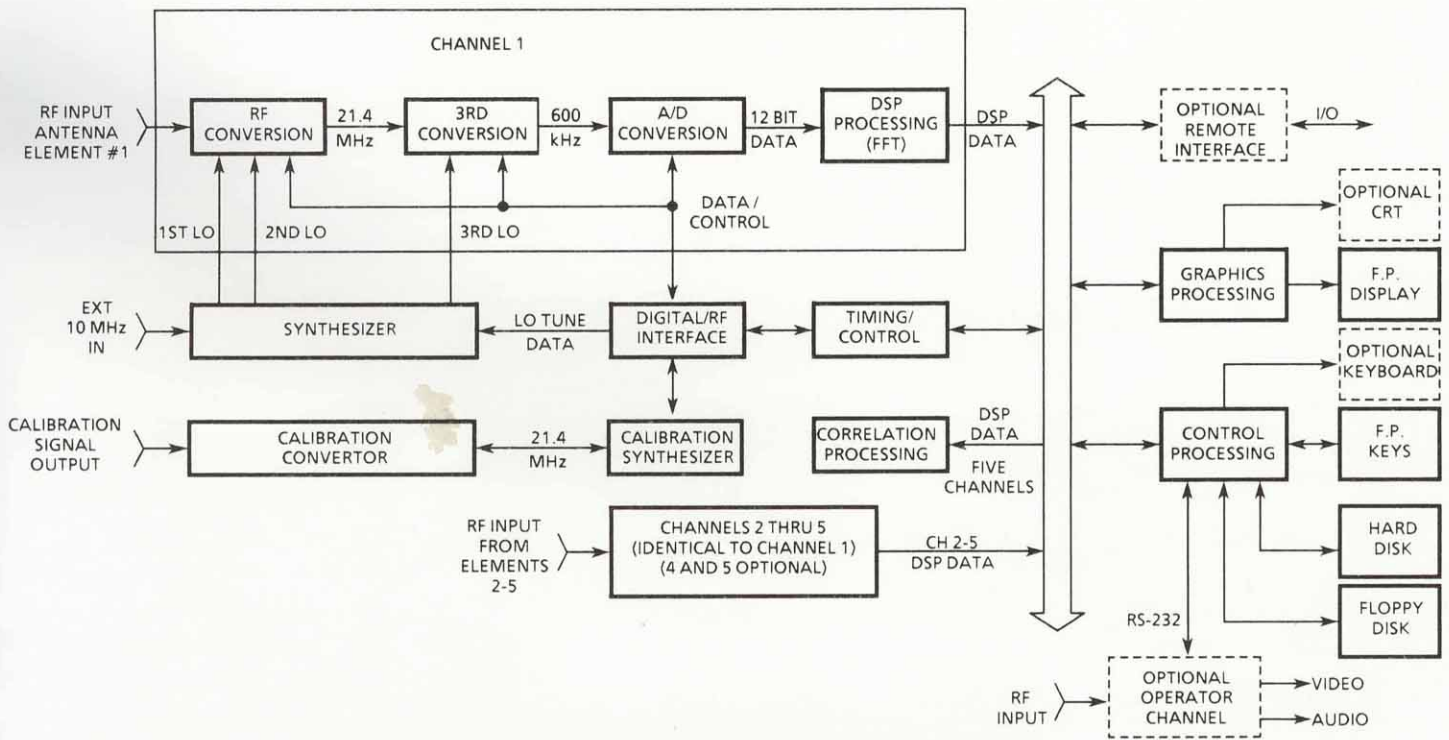 CHANNEL 1
RF INPUT
ANTENNA
ELEMENT #1
RF
CONVERSION
21.4
MHz
3RD
CONVERSION
600
kHz
A/D
CONVERSION
12 BIT
DATA
DSP
PROCESSING
(FFT)
DSP
DATA
OPTIONAL
REMOTE
INTERFACE
I/O
1ST LO
2ND LO
3RD LO
DATA /
CONTROL
OPTIONAL
CRT
GRAPHICS
PROCESSING
F.P.
DISPLAY
EXT
10 MHz
IN
SYNTHESIZER
LO TUNE
DATA
DIGITAL/RF
INTERFACE
TIMING/
CONTROL
OPTIONAL
KEYBOARD
CALIBRATION
SIGNAL
OUTPUT
CALIBRATION
CONVERTOR
21.4
MHz
CALIBRATION
SYNTHESIZER
CORRELATION
PROCESSING
DSP
DATA
FIVE
CHANNELS
CONTROL
PROCESSING
F.P.
KEYS
RF INPUT
FROM
ELEMENTS
2-5
CHANNELS 2 THRU 5
(IDENTICAL TO CHANNEL 1)
(4 AND 5 OPTIONAL)
CH 2-5
DSP DATA
HARD
DISK
RS-232
FLOPPY
DISK
RF
INPUT
OPTIONAL
OPERATOR
CHANNEL
VIDEO
AUDIO